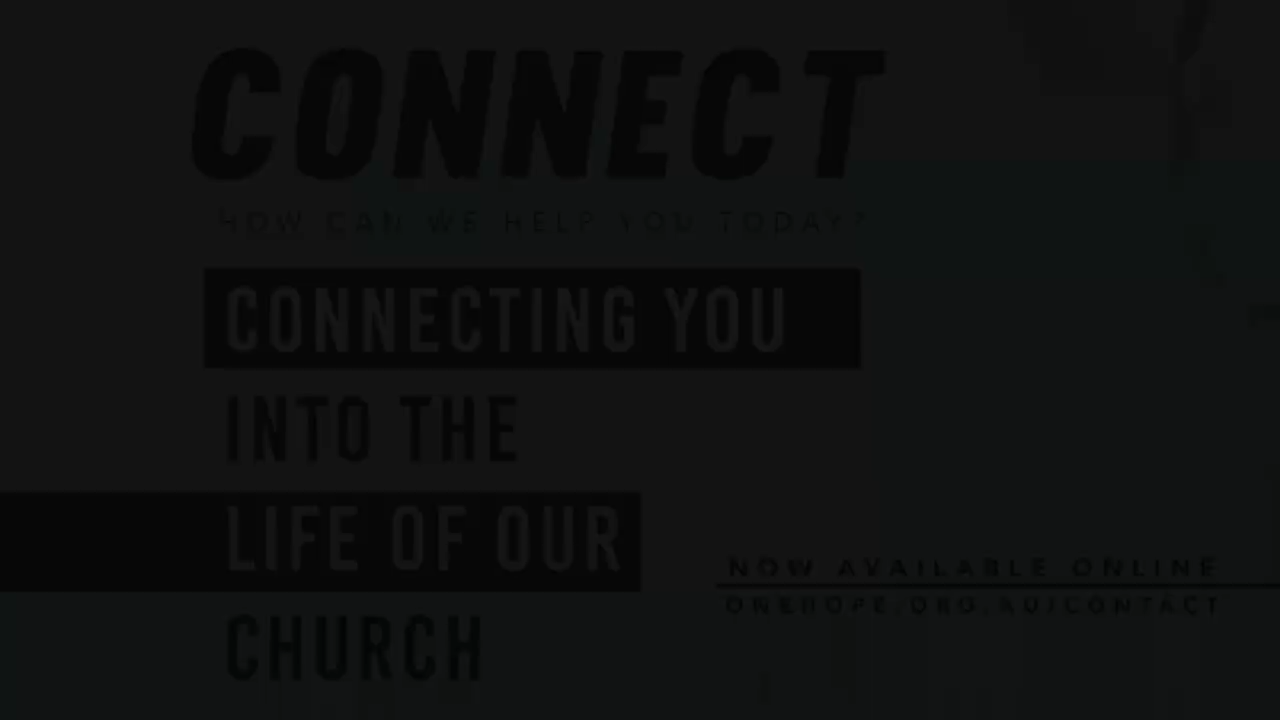 CONNECT
HOW CAN WE HELP YOU TODAY?
CONNECTING YOU
INTO THE
LIFE OF OUR
CHURCH
NOW AVAILABLE ONLINE
ONEHOPE.ORG.AU/CONTACT